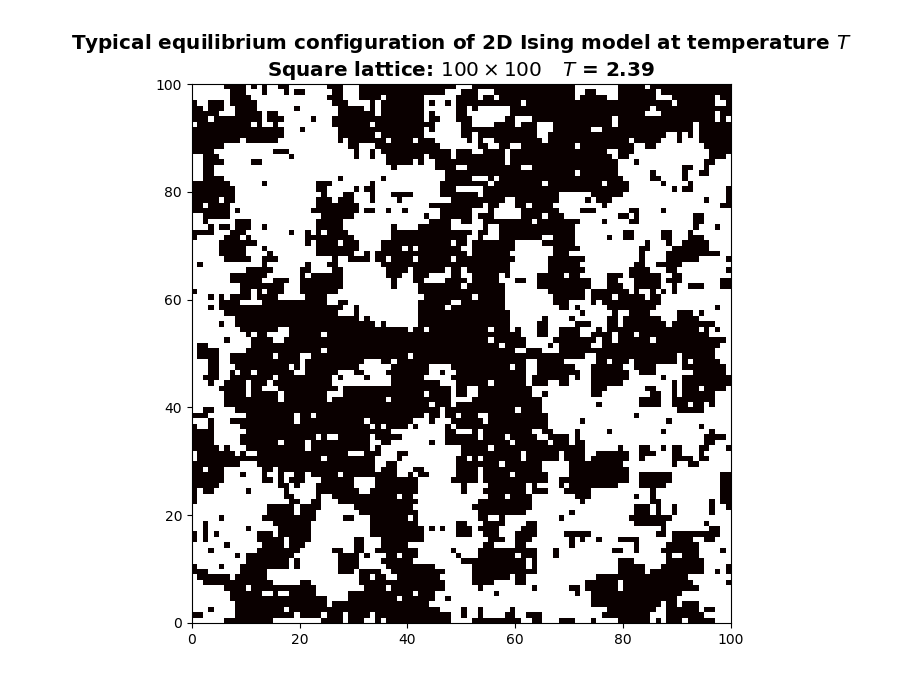 Typical equilibrium configuration of 2D Ising model at temperature T
Square lattice: 100 × 100 T = 2.39
100
80
60
40
20
0
0 20 40 60 80 100